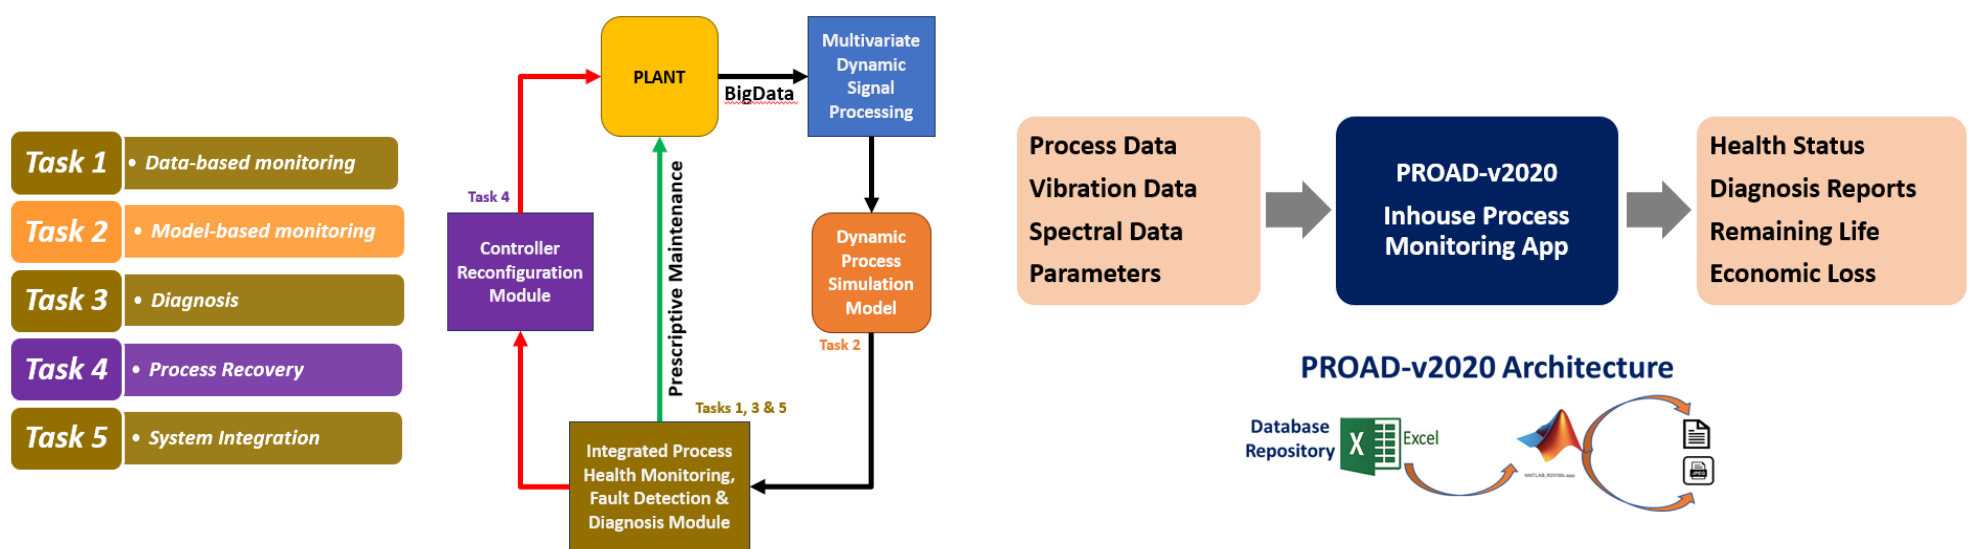 Task 1
• Data-based monitoring
Task 2
• Model-based monitoring
Task 3
• Diagnosis
Task 4
• Process Recovery
Task 5
• System Integration
PLANT
BigData
Multivariate
Dynamic
Signal
Processing
Task 4
Controller
Reconfiguration
Module
Prescriptive Maintenance
Dynamic
Process
Simulation
Model
Task 2
Tasks 1, 3 & 5
Integrated Process
Health Monitoring,
Fault Detection &
Diagnosis Module
Process Data
Vibration Data
Spectral Data
Parameters
PROAD-v2020
Inhouse Process
Monitoring App
Health Status
Diagnosis Reports
Remaining Life
Economic Loss
PROAD-v2020 Architecture
Database
Repository
X
Excel
JPEG